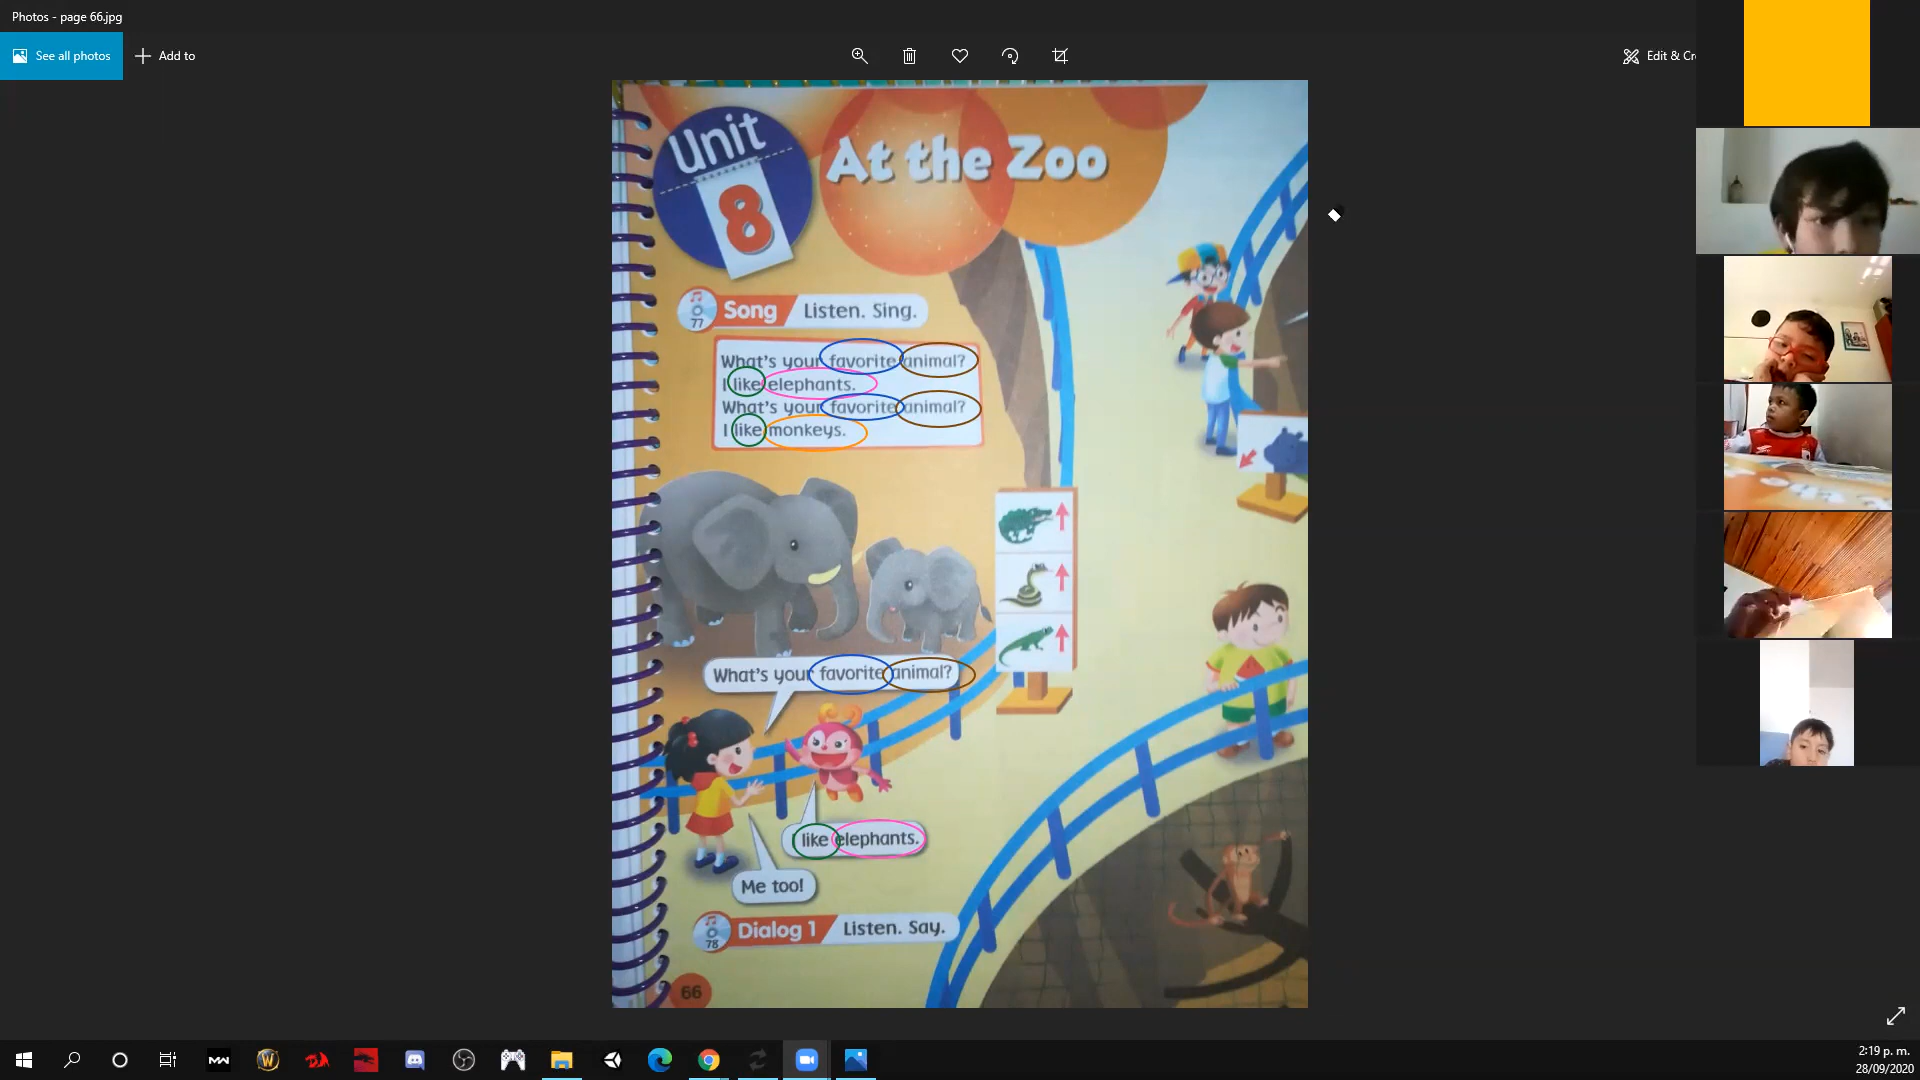 Photos - page 66.jpg
See all photos
Add to
Edit & Cr
Unit
8
At the Zoo
77
Song
Listen. Sing.
What's your favorite animal?
I like elephants.
What's your favorite animal?
I like monkeys.
What's your favorite animal?
I like elephants.
Me too!
78
Dialog 1
Listen. Say.
66
MW
W
2:19 p. m.
28/09/2020